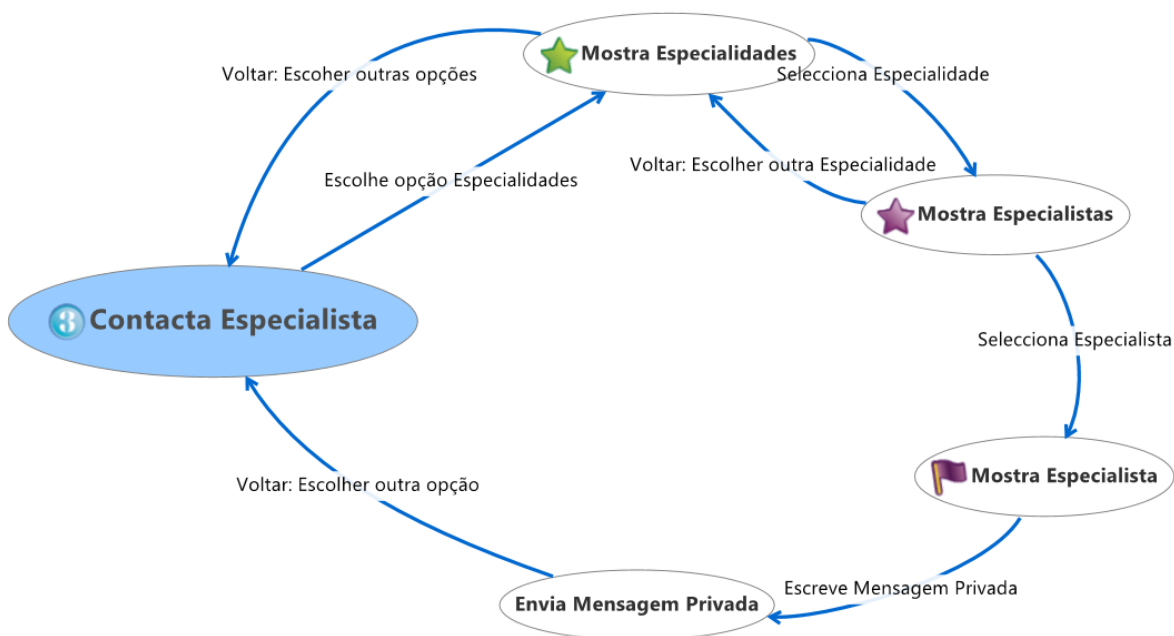 Mostra Especialidades
Voltar: Escoher outras opções
Selecciona Especialidade
Voltar: Escolher outra Especialidade
Escolhe opção Especialidades
Mostra Especialistas
3 Contacta Especialista
Selecciona Especialista
Mostra Especialista
Voltar: Escolher outra opção
Escreve Mensagem Privada
Envia Mensagem Privada